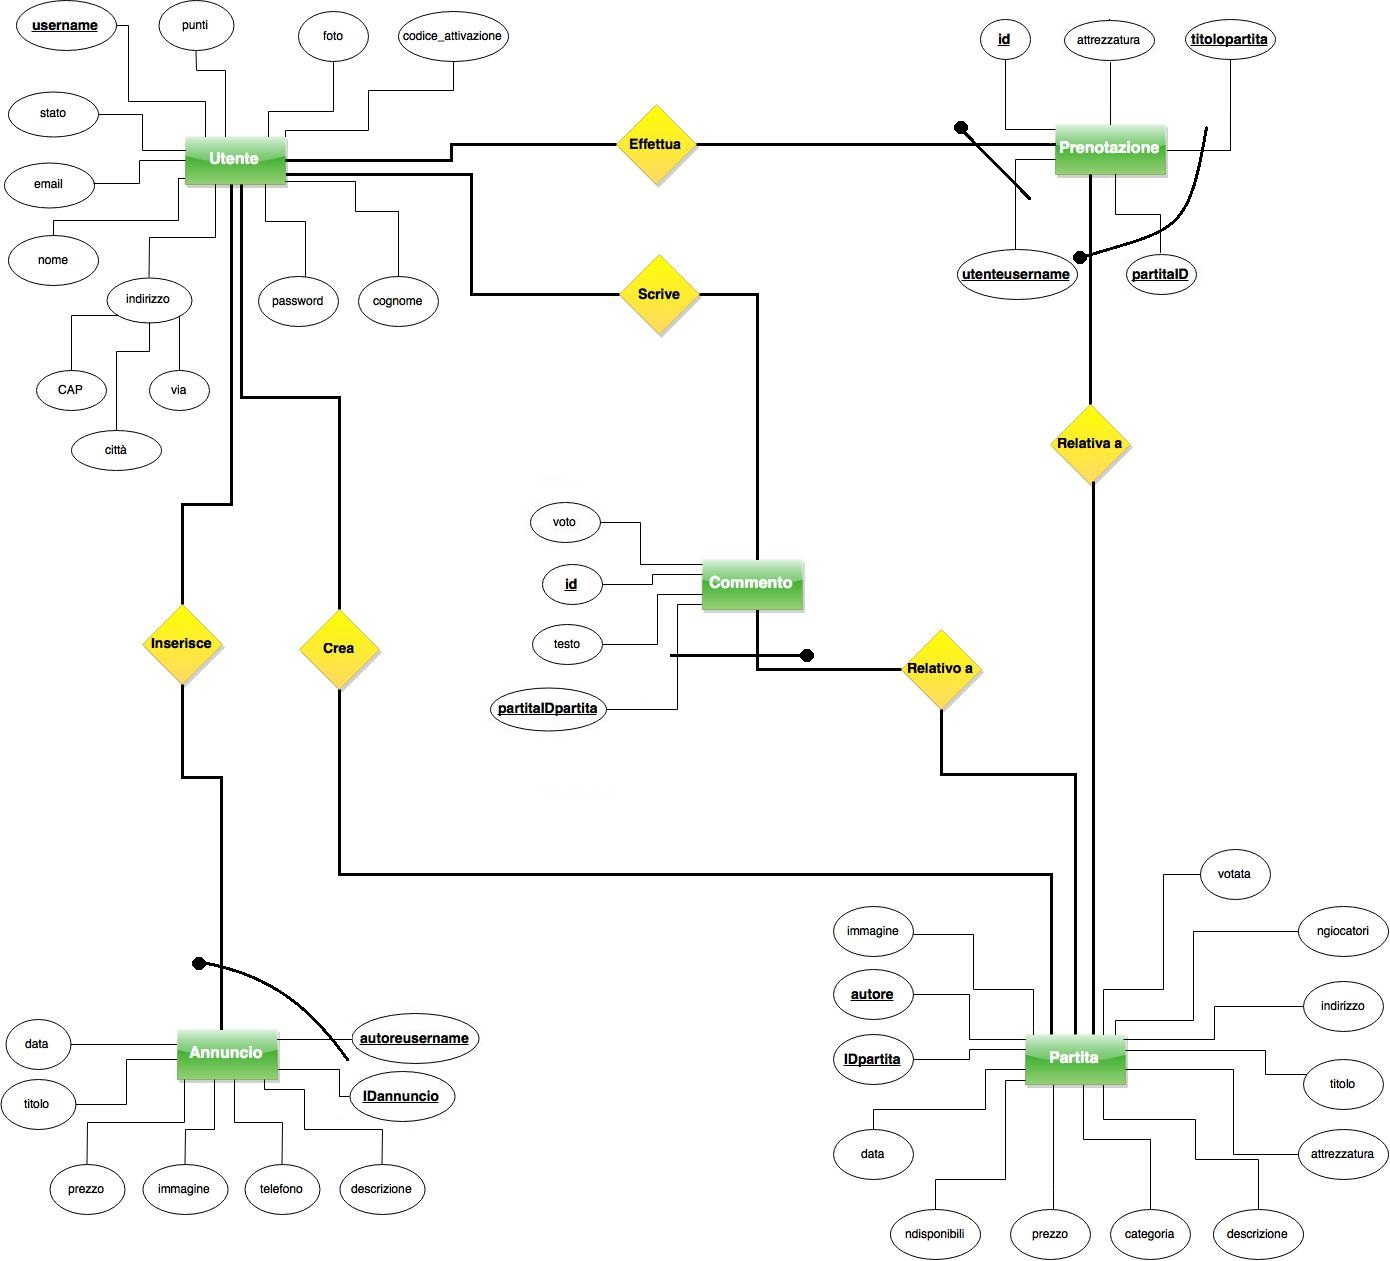 username
punti
foto
codice_attivazione
id
attrezzatura
titolopartita
stato
Utente
Effettua
Prenotazione
email
nome
indirizzo
password
cognome
Scrive
utenteusername
partitaID
CAP
via
città
Relativa a
voto
id
Commento
testo
partitaIDpartita
Inserisce
Crea
Relativo a
votata
immagine
ngiocatori
autore
indirizzo
IDpartita
Partita
titolo
data
attrezzatura
ndisponibili
prezzo
categoria
descrizione
data
Annuncio
autoreusername
titolo
IDannuncio
prezzo
immagine
telefono
descrizione